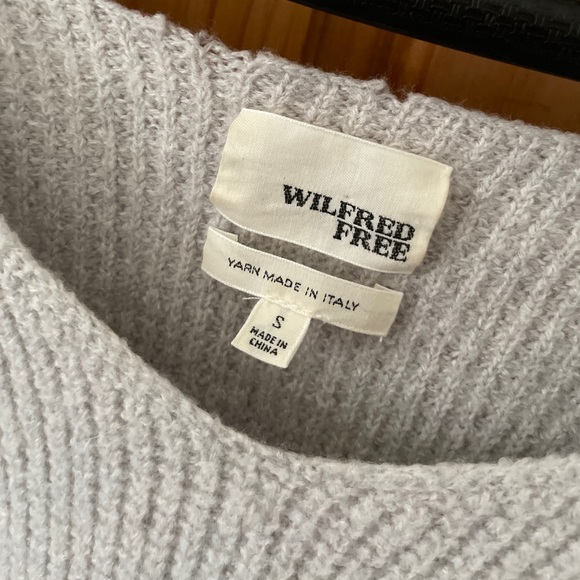 WILFRED
FREE
YARN MADE IN ITALY
S
MADE IN
CHINA